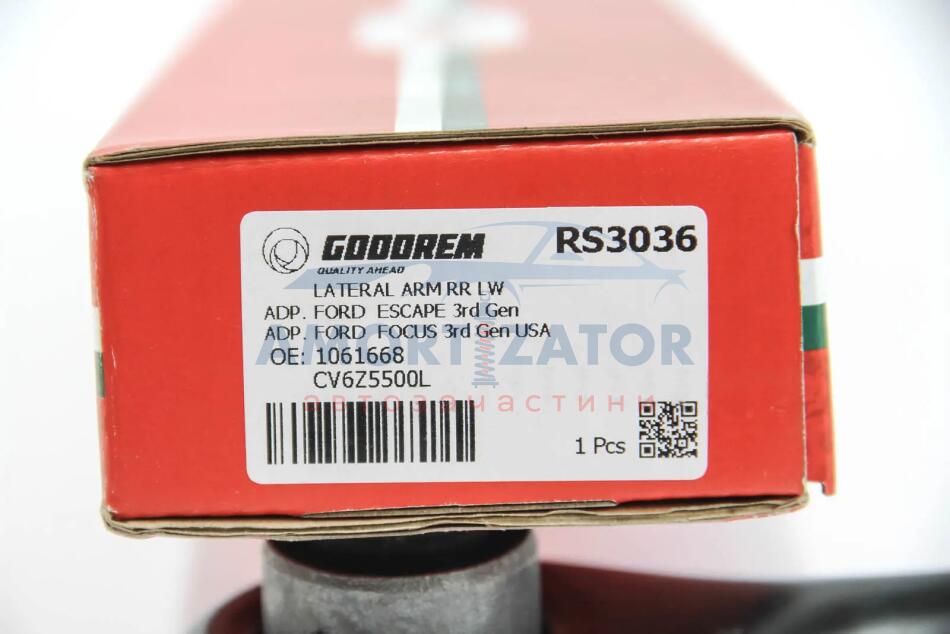 GOODREM RS3036
QUALITY AHEAD
LATERAL ARM RR LW
ADP. FORD ESCAPE 3rd Gen
ADP. FORD FOCUS 3rd Gen USA
AMORTIZATOR
OE: 1061668
CV6Z5500L
автозачастини
1 Pcs